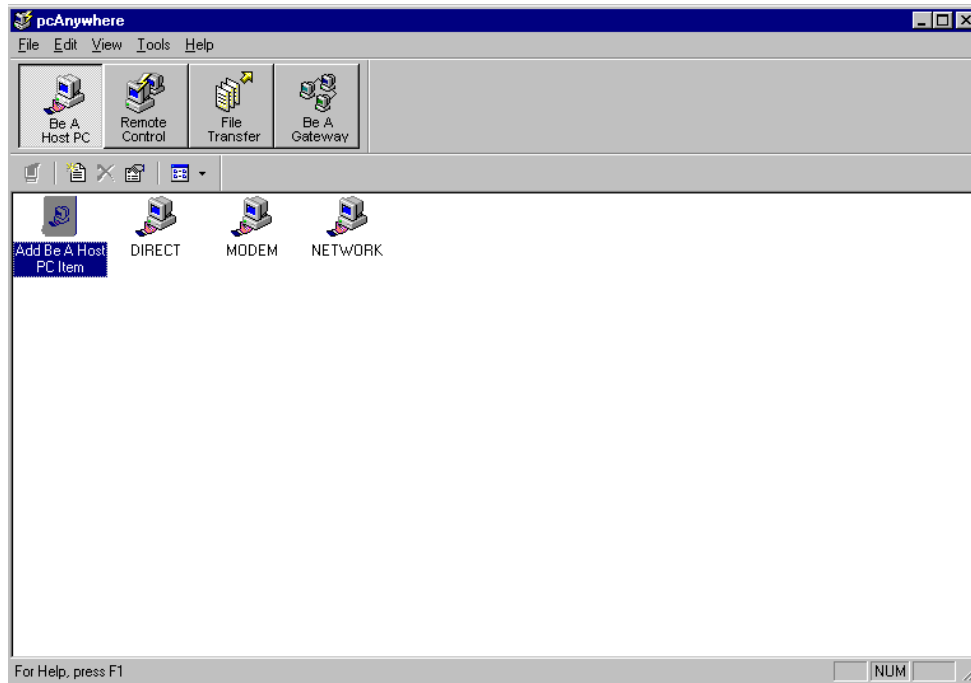 pcAnywhere
File Edit View Tools Help
Be A Host PC
Remote Control
File Transfer
Be A Gateway
Add Be A Host PC Item
DIRECT
MODEM
NETWORK
For Help, press F1
NUM